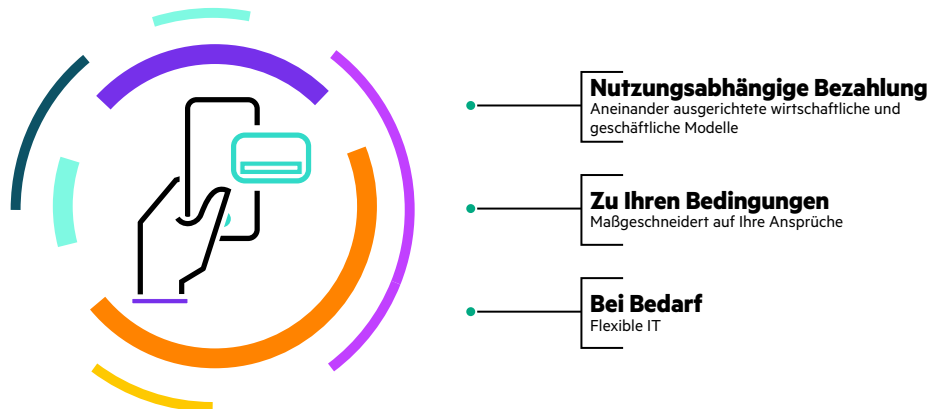 Nutzungsabhängige Bezahlung
Aneinander ausgerichtete wirtschaftliche und
geschäftliche Modelle
Zu Ihren Bedingungen
Maßgeschneidert auf Ihre Ansprüche
Bei Bedarf
Flexible IT